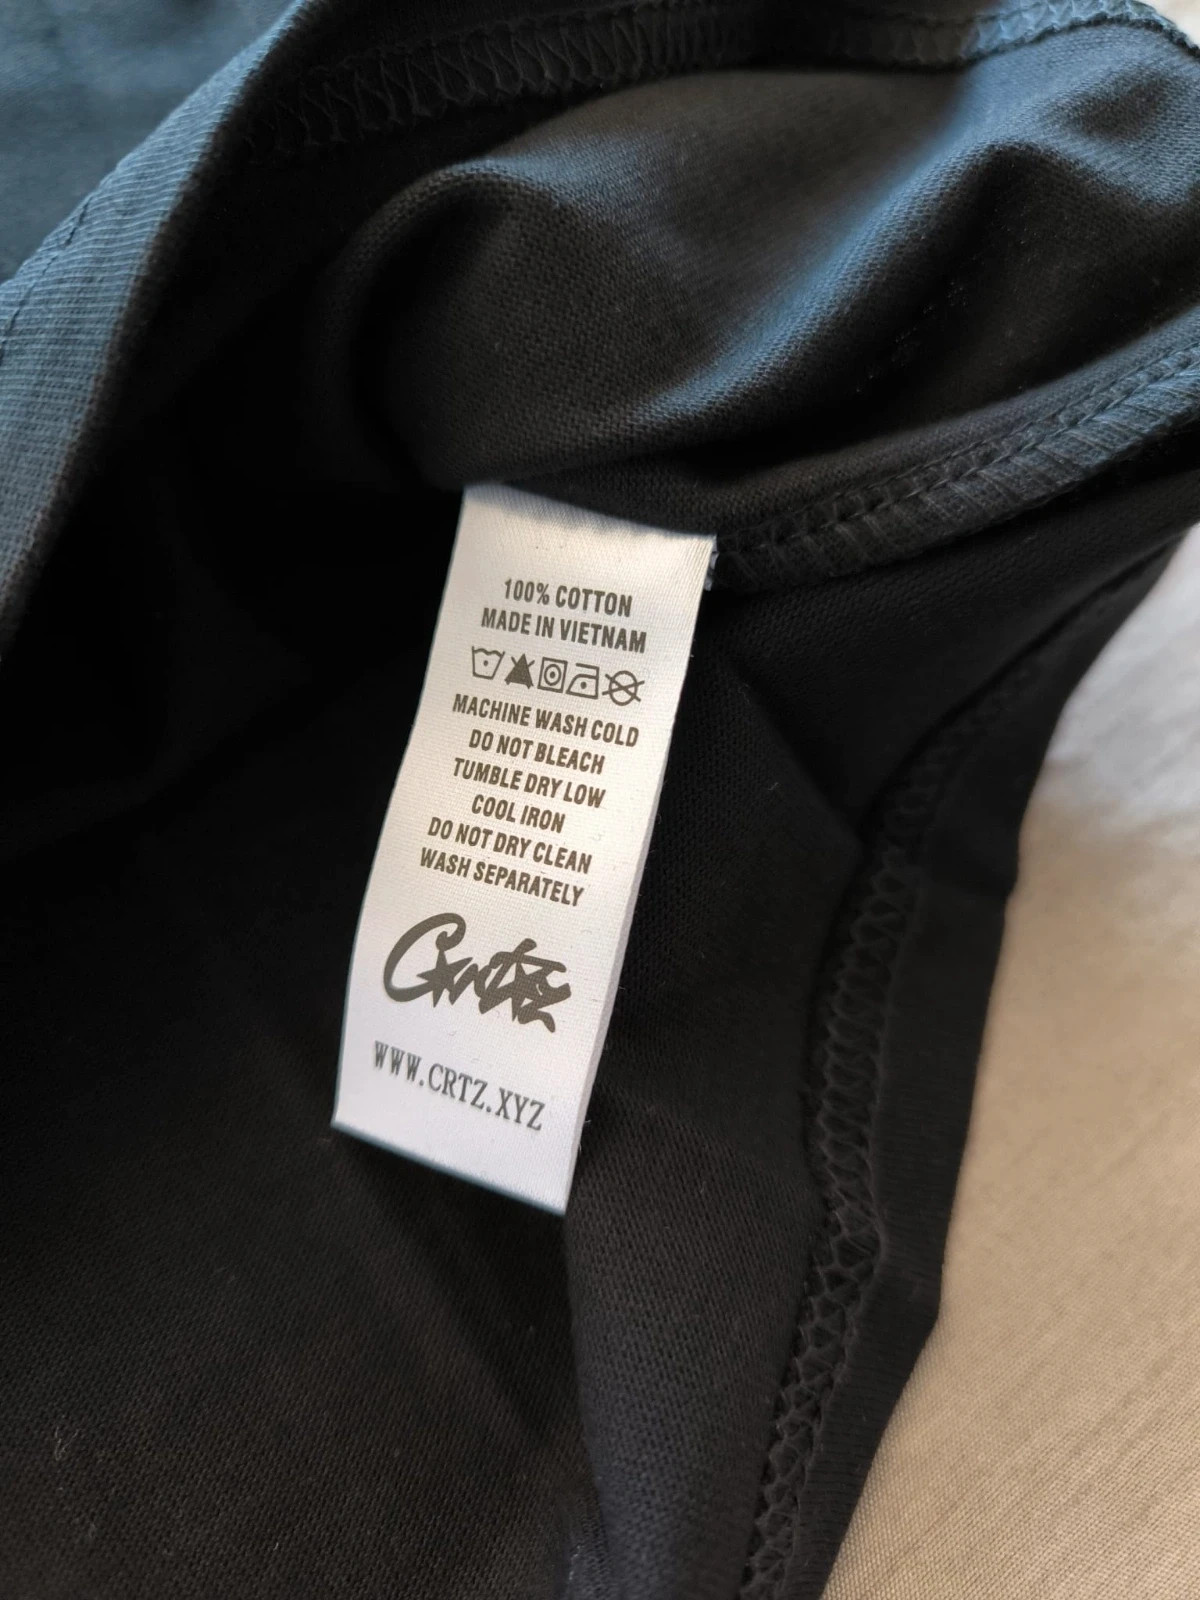 100% COTTON
MADE IN VIETNAM
MACHINE WASH COLD
DO NOT BLEACH
TUMBLE DRY LOW
COOL IRON
DO NOT DRY CLEAN
WASH SEPARATELY
Crtz
WWW.CRTZ.XYZ